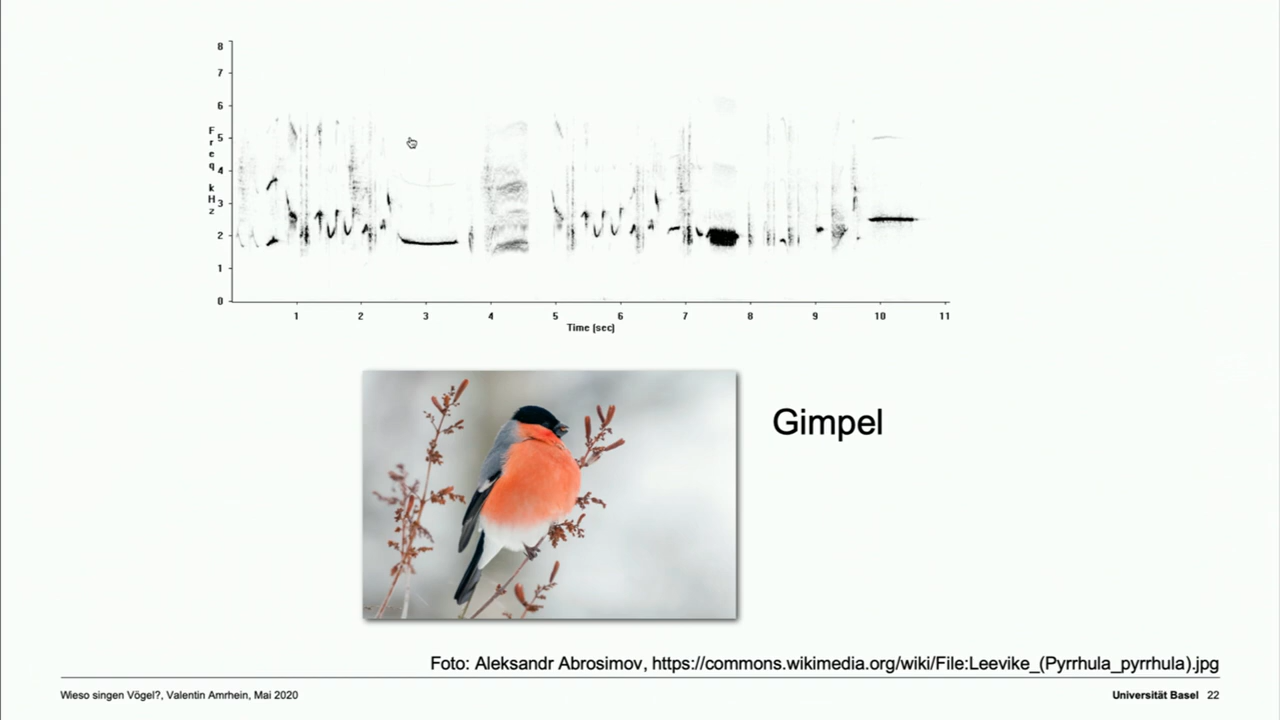 8
7
6
5
4
3
2
1
0
Freq kHz
1 2 3 4 5 6 7 8 9 10 11
Time (sec)
Gimpel
Foto: Aleksandr Abrosimov, https://commons.wikimedia.org/wiki/File:Leevike_(Pyrrhula_pyrrhula).jpg
Wieso singen Vögel?, Valentin Amrhein, Mai 2020
Universität Basel 22